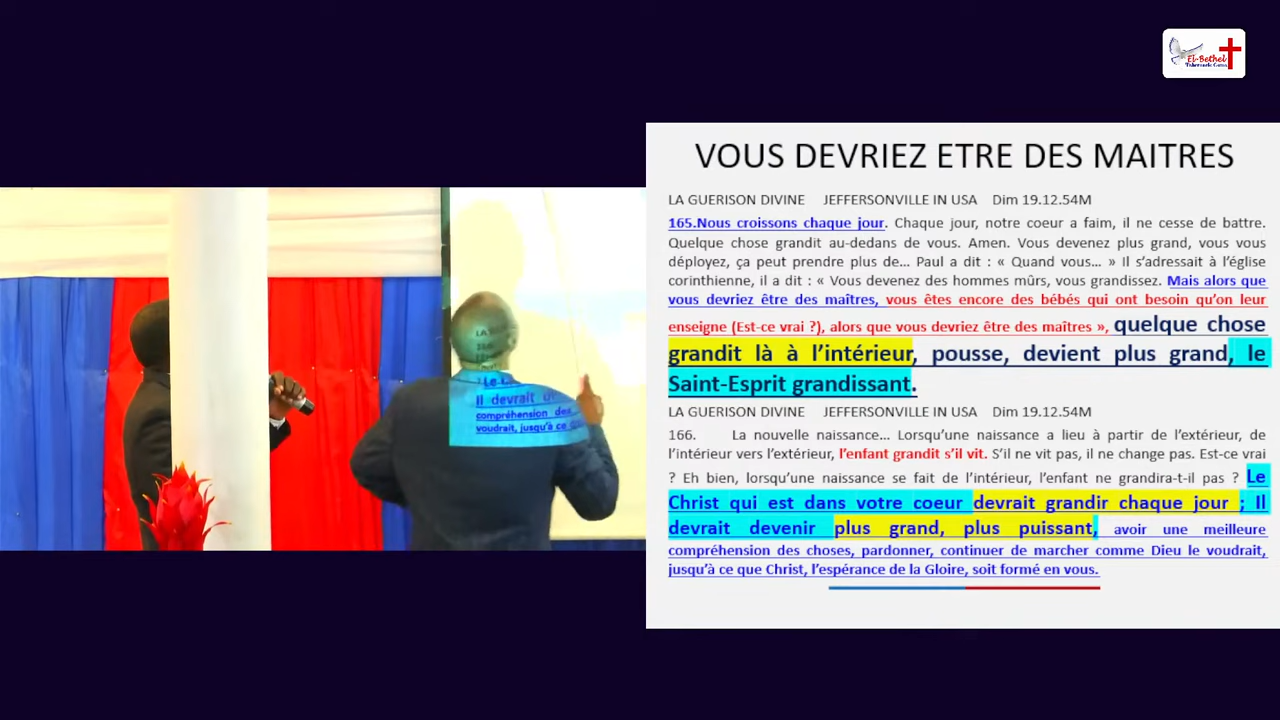 El-Bethel
VOUS DEVRIEZ ETRE DES MAITRES
LA GUERISON DIVINE JEFFERSONVILLE IN USA Dim 19.12.54M
165.Nous croissons chaque jour. Chaque jour, notre coeur a faim, il ne cesse de battre.
Quelque chose grandit au-dedans de vous. Amen. Vous devenez plus grand, vous vous
déployez, ça peut prendre plus de... Paul a dit : « Quand vous... » Il s'adressait à l'église
corinthienne, il a dit : « Vous devenez des hommes mûrs, vous grandissez. Mais alors que
vous devriez être des maîtres, vous êtes encore des bébés qui ont besoin qu'on leur
enseigne (Est-ce vrai ?), alors que vous devriez être des maîtres », quelque chose
grandit là à l'intérieur, pousse, devient plus grand, le
Saint-Esprit grandissant.
LA GUERISON DIVINE JEFFERSONVILLE IN USA Dim 19.12.54M
166. La nouvelle naissance... Lorsqu'une naissance a lieu à partir de l'extérieur, de
l'intérieur vers l'extérieur, l'enfant grandit s'il vit. S'il ne vit pas, il ne change pas. Est-ce vrai
? Eh bien, lorsqu'une naissance se fait de l'intérieur, l'enfant ne grandira-t-il pas ? Le
Christ qui est dans votre coeur devrait grandir chaque jour ; Il
devrait devenir plus grand, plus puissant, avoir une meilleure
compréhension des choses, pardonner, continuer de marcher comme Dieu le voudrait,
jusqu'à ce que Christ, l'espérance de la Gloire, soit formé en vous.
Il devrait
compréhension des
voudrait, jusqu'à ce